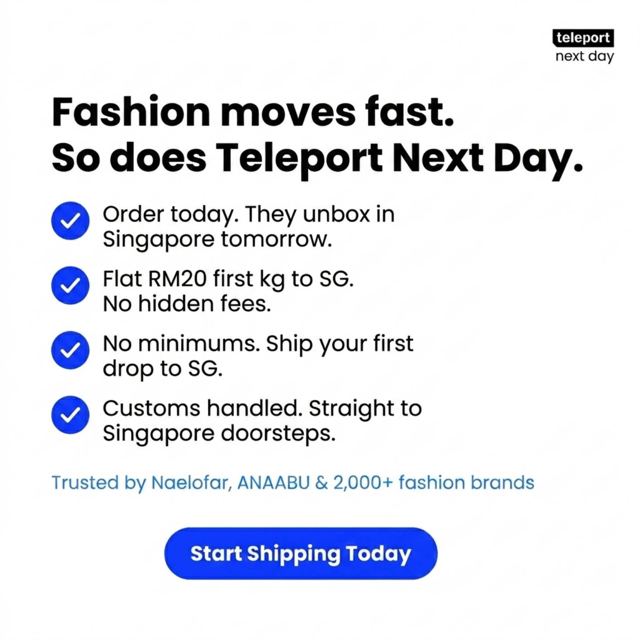 teleport
next day
Fashion moves fast.
So does Teleport Next Day.
Order today. They unbox in
Singapore tomorrow.
Flat RM20 first kg to SG.
No hidden fees.
No minimums. Ship your first
drop to SG.
Customs handled. Straight to
Singapore doorsteps.
Trusted by Naelofar, ANAABU & 2,000+ fashion brands
Start Shipping Today